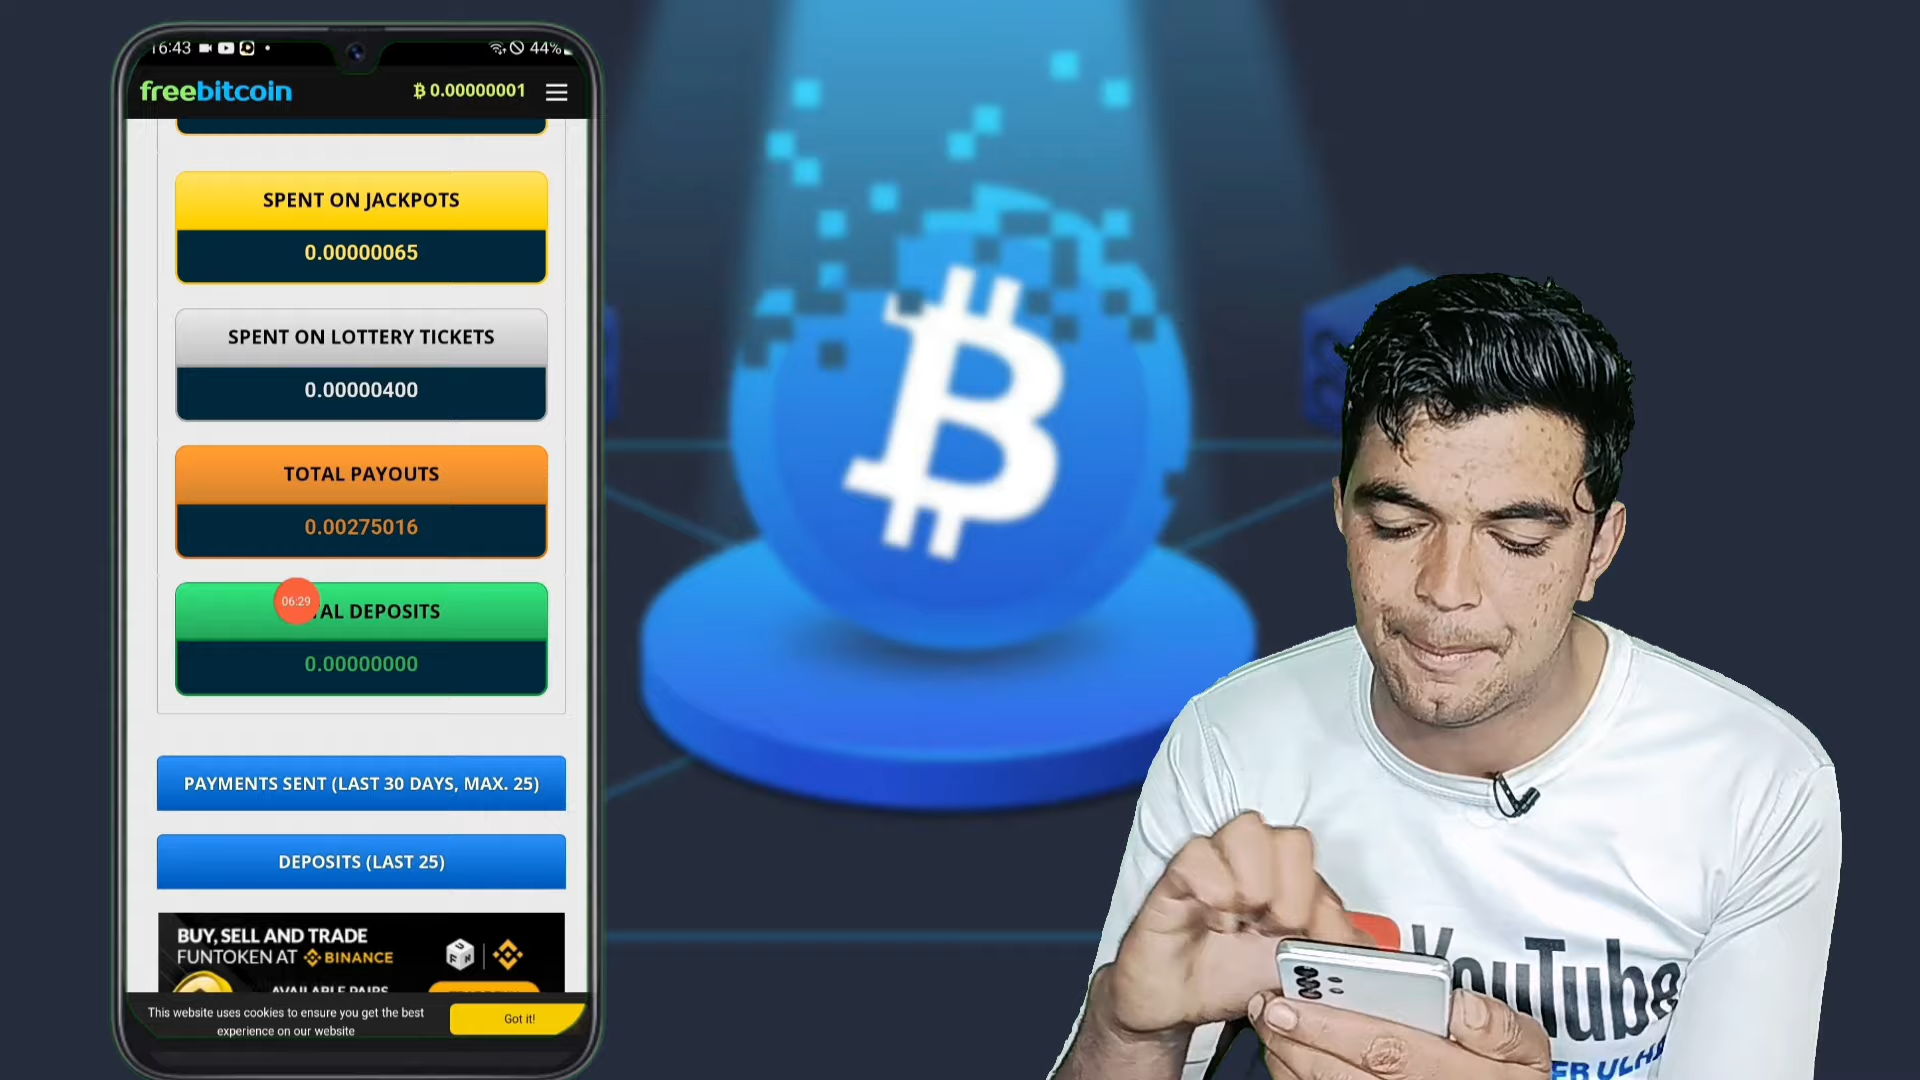 16:43
44%
freebitcoin
0.00000001
SPENT ON JACKPOTS
0.00000065
SPENT ON LOTTERY TICKETS
0.00000400
TOTAL PAYOUTS
0.00275016
06:29
AL DEPOSITS
0.00000000
PAYMENTS SENT (LAST 30 DAYS, MAX. 25)
DEPOSITS (LAST 25)
BUY, SELL AND TRADE
FUNTOKEN AT BINANCE
AVAILABLE PAIRS
This website uses cookies to ensure you get the best
experience on our website
Got it!
YouTube